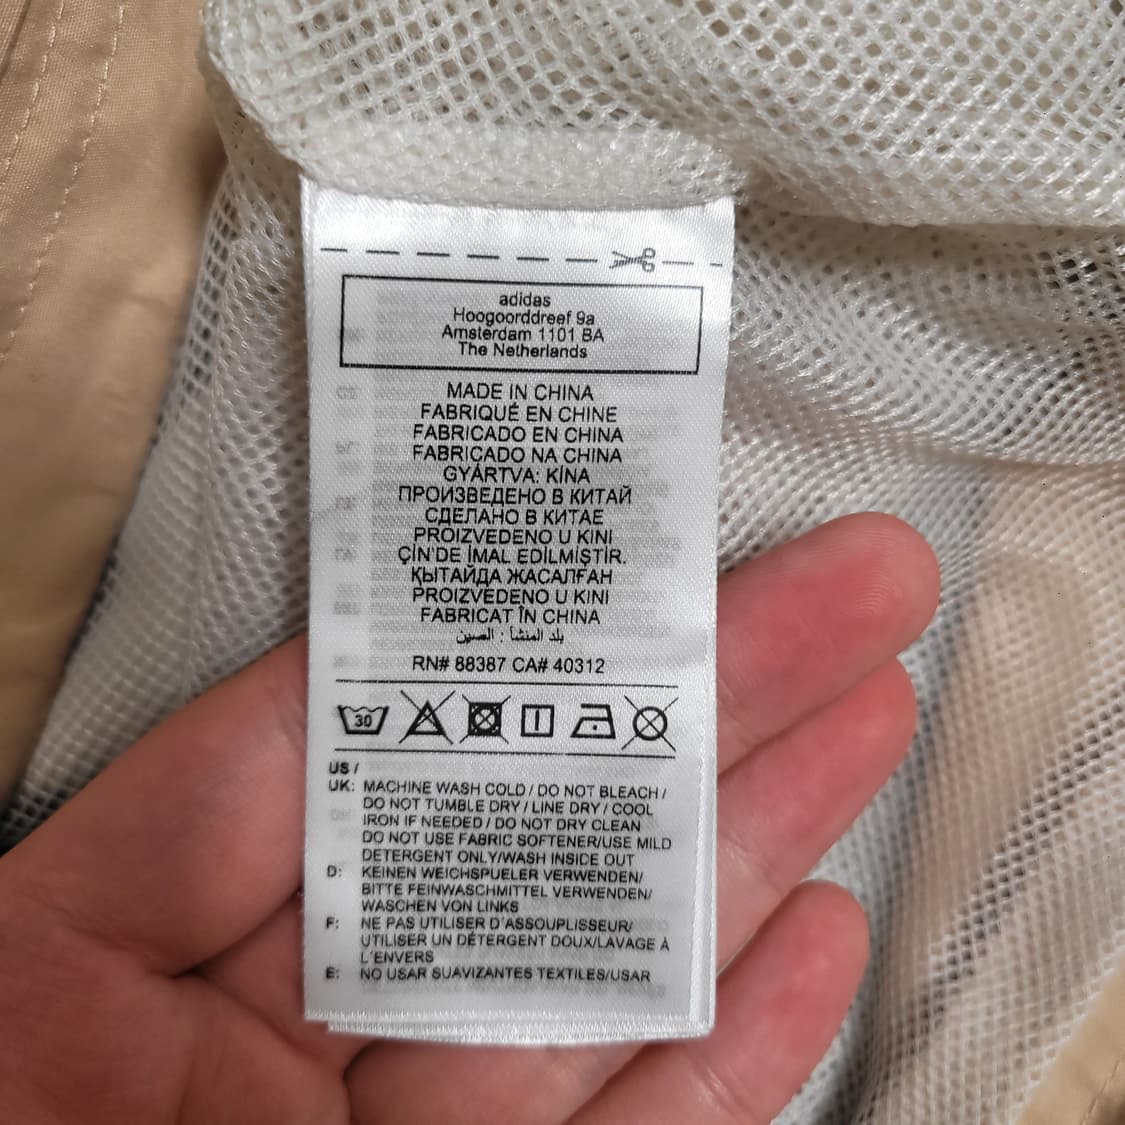 adidas
Hoogoorddreef 9a
Amsterdam 1101 BA
The Netherlands
MADE IN CHINA
FABRIQUÉ EN CHINE
FABRICADO EN CHINA
FABRICADO NA CHINA
GYÁRTVA: KÍNA
ПРОИЗВЕДЕНО В КИТАЙ
СДЕЛАНО В КИТАЕ
PROIZVEDENO U KINI
ÇİN'DE İMAL EDİLMİŞTİR.
ҚЫТАЙДА ЖАСАЛҒАН
PROIZVEDENO U KINI
FABRICAT ÎN CHINA
بلد المنشأ : الصين
RN# 88387 CA# 40312
30
US /
UK: MACHINE WASH COLD / DO NOT BLEACH /
DO NOT TUMBLE DRY / LINE DRY / COOL
IRON IF NEEDED / DO NOT DRY CLEAN
DO NOT USE FABRIC SOFTENER/USE MILD
DETERGENT ONLY/WASH INSIDE OUT
D: KEINEN WEICHSPUELER VERWENDEN/
BITTE FEINWASCHMITTEL VERWENDEN/
WASCHEN VON LINKS
F: NE PAS UTILISER D'ASSOUPLISSEUR/
UTILISER UN DÉTERGENT DOUX/LAVAGE À
L'ENVERS
E: NO USAR SUAVIZANTES TEXTILES/USAR